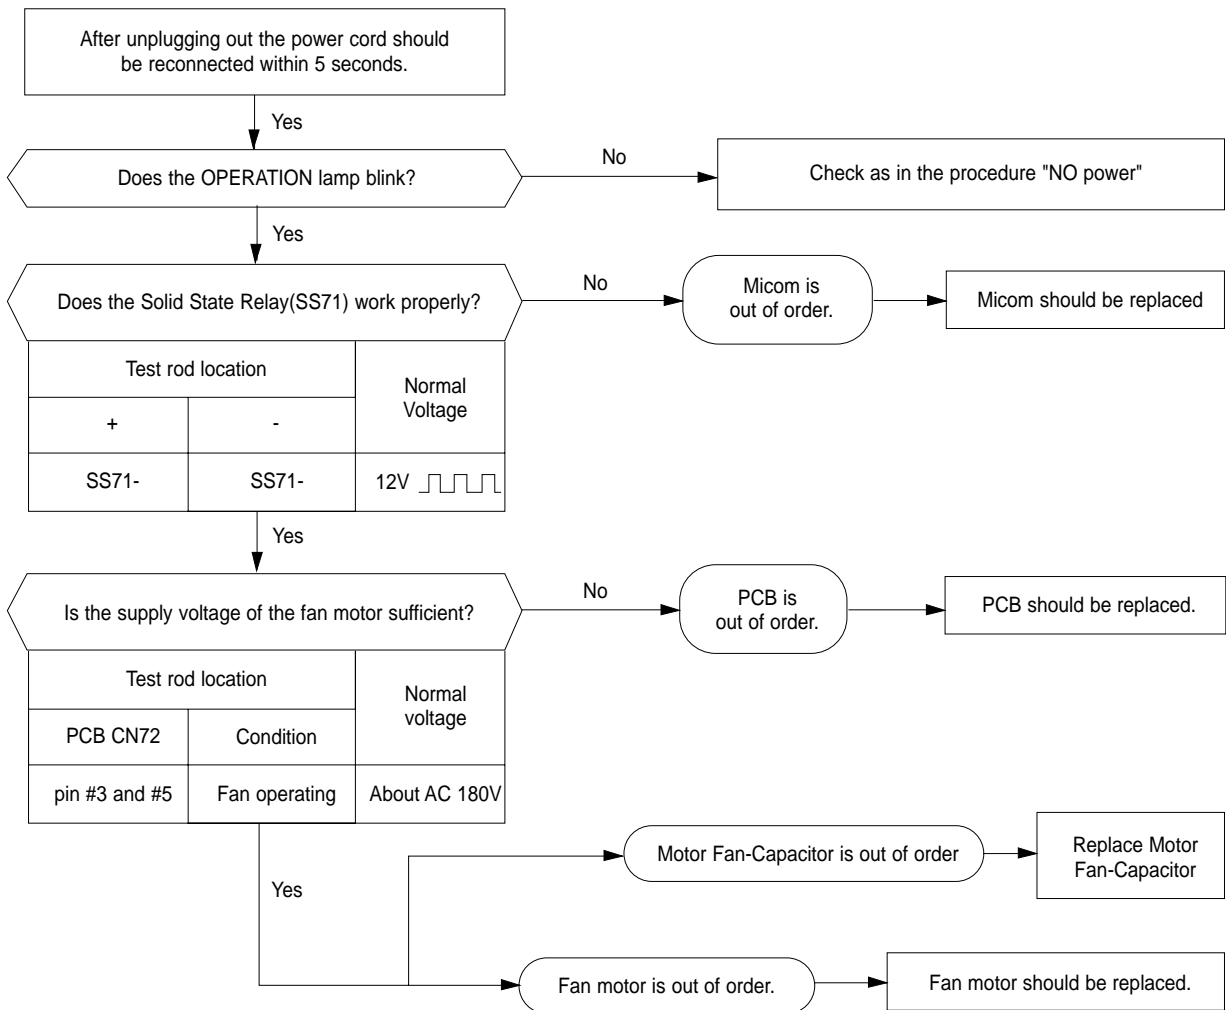 After unplugging out the power cord should
be reconnected within 5 seconds.
Yes
Does the OPERATION lamp blink?
No
Check as in the procedure "NO power"
Yes
Does the Solid State Relay(SS71) work properly?
No
Micom is
out of order.
Micom should be replaced
Test rod location
Normal
Voltage
+
-
SS71-
SS71-
12V
Yes
Is the supply voltage of the fan motor sufficient?
No
PCB is
out of order.
PCB should be replaced.
Test rod location
Normal
voltage
PCB CN72
Condition
pin #3 and #5
Fan operating
About AC 180V
Yes
Motor Fan-Capacitor is out of order
Replace Motor
Fan-Capacitor
Fan motor is out of order.
Fan motor should be replaced.